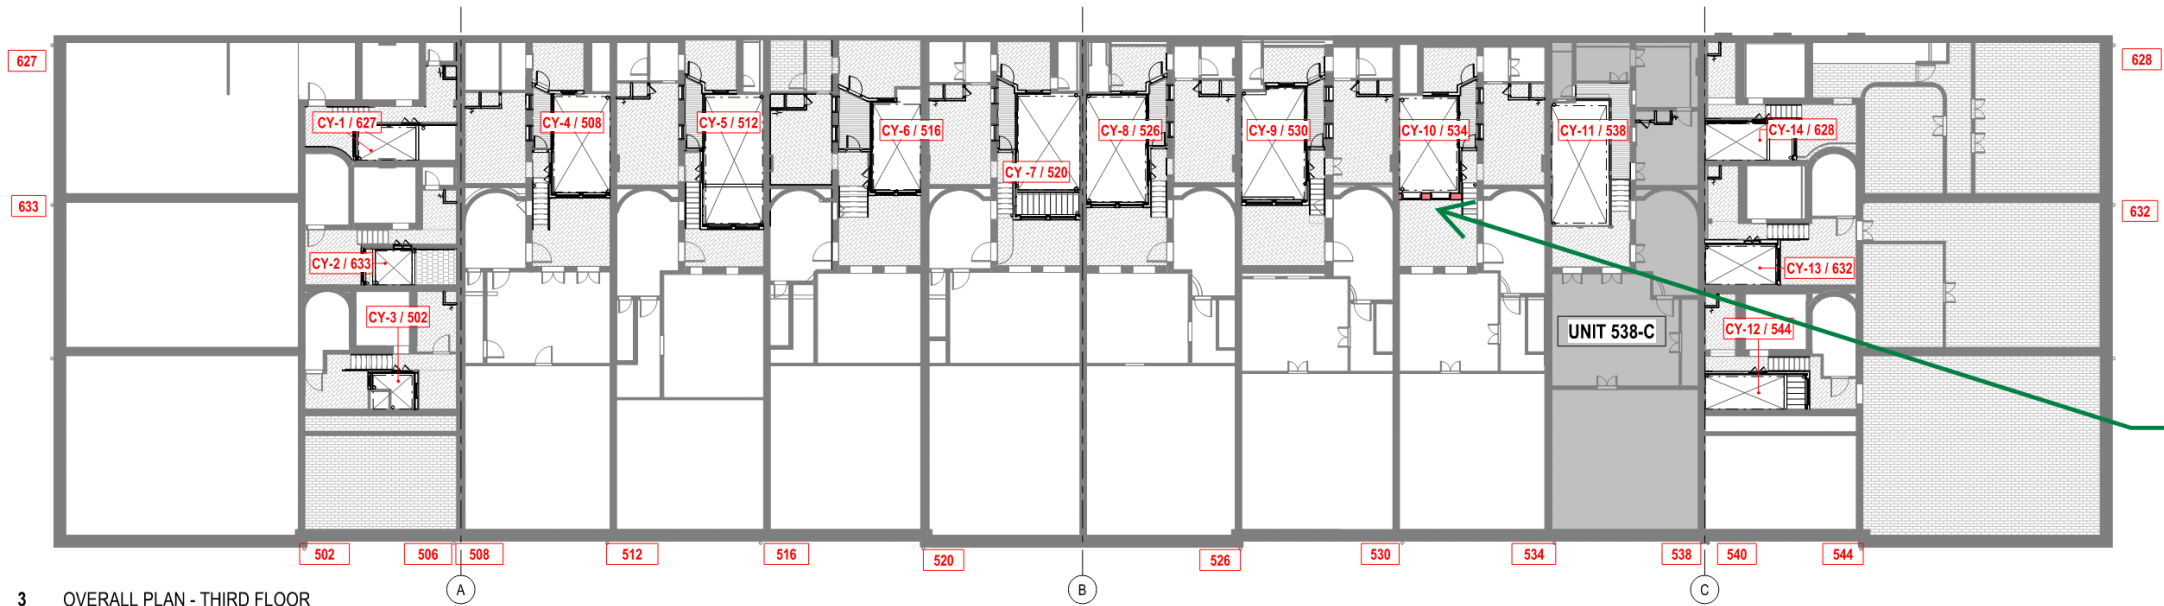 627
628
CY-1 / 627
CY-4 / 508
CY-5 / 512
CY-6 / 516
CY -7 / 520
CY-8 / 526
CY-9 / 530
CY-10 / 534
CY-11 / 538
CY-14 / 628
633
632
CY-2 / 633
CY-13 / 632
CY-3 / 502
UNIT 538-C
CY-12 / 544
502
506
508
512
516
520
526
530
534
538
540
544
A
B
C
3 OVERALL PLAN - THIRD FLOOR